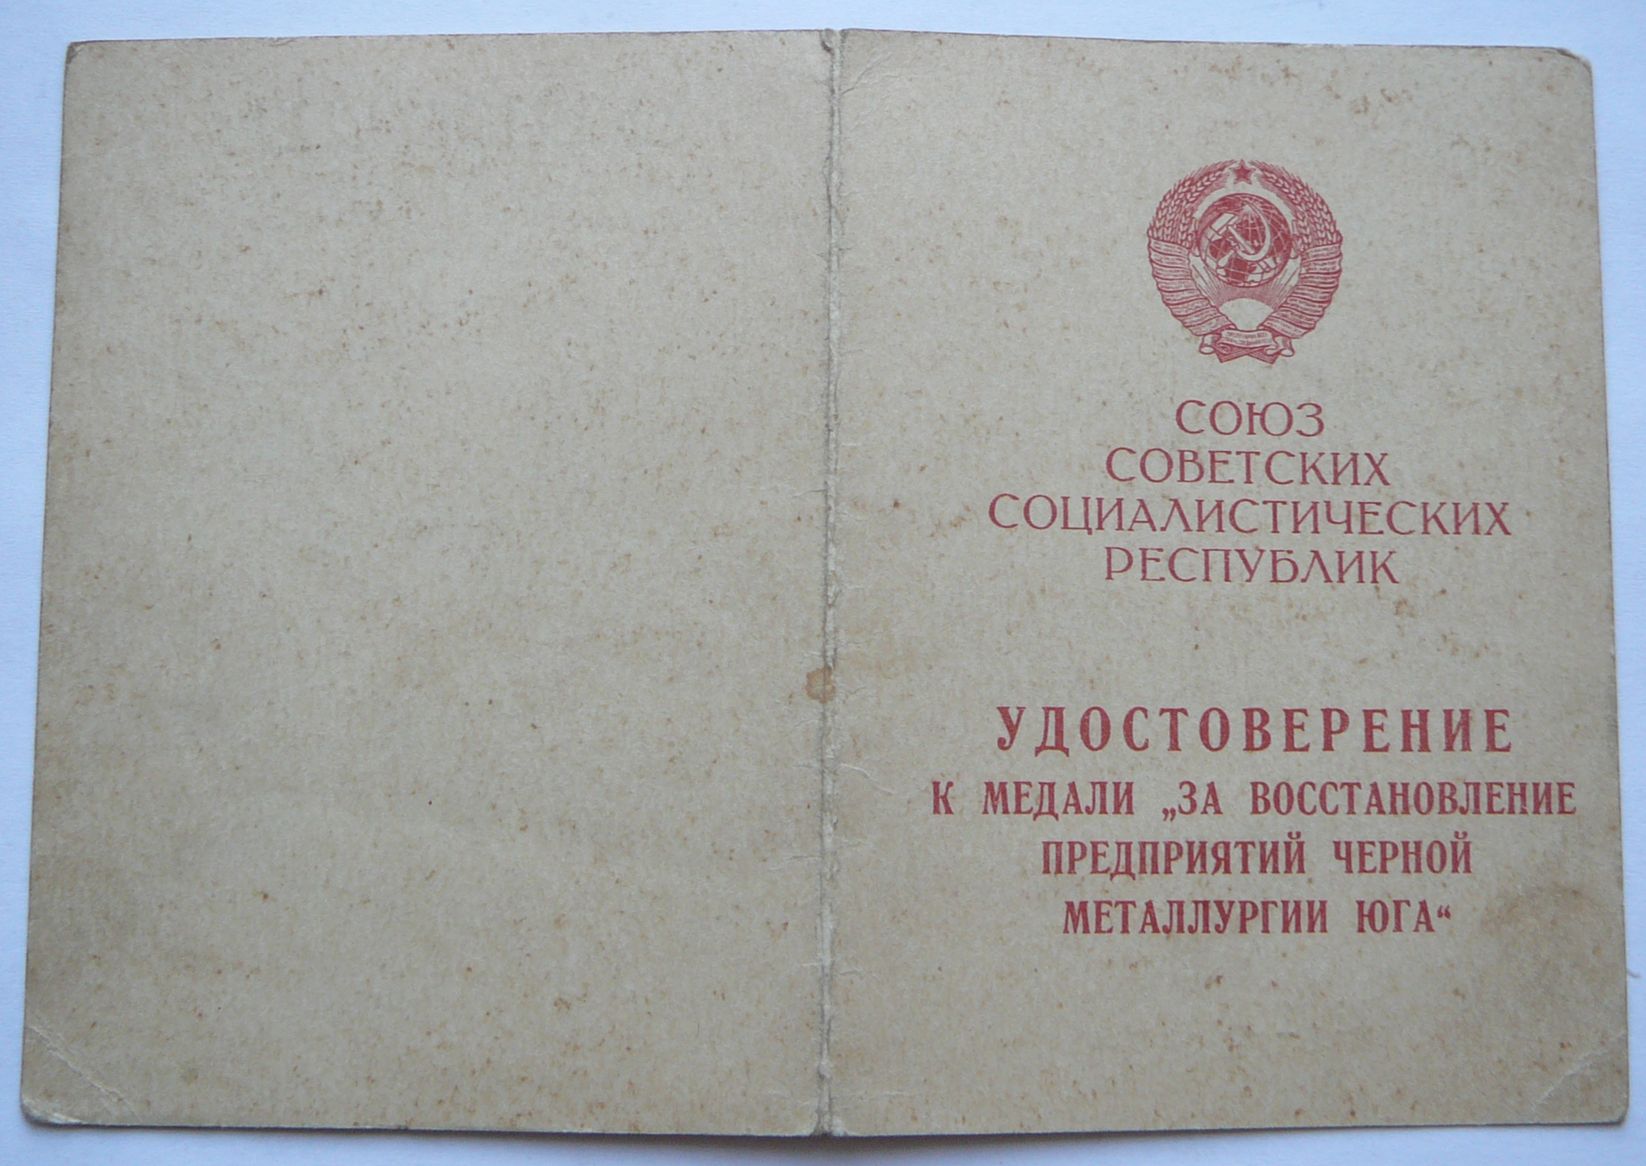 СОЮЗ
СОВЕТСКИХ
СОЦИАЛИСТИЧЕСКИХ
РЕСПУБЛИК
УДОСТОВЕРЕНИЕ
К МЕДАЛИ „ЗА ВОССТАНОВЛЕНИЕ
ПРЕДПРИЯТИЙ ЧЕРНОЙ
МЕТАЛЛУРГИИ ЮГА“